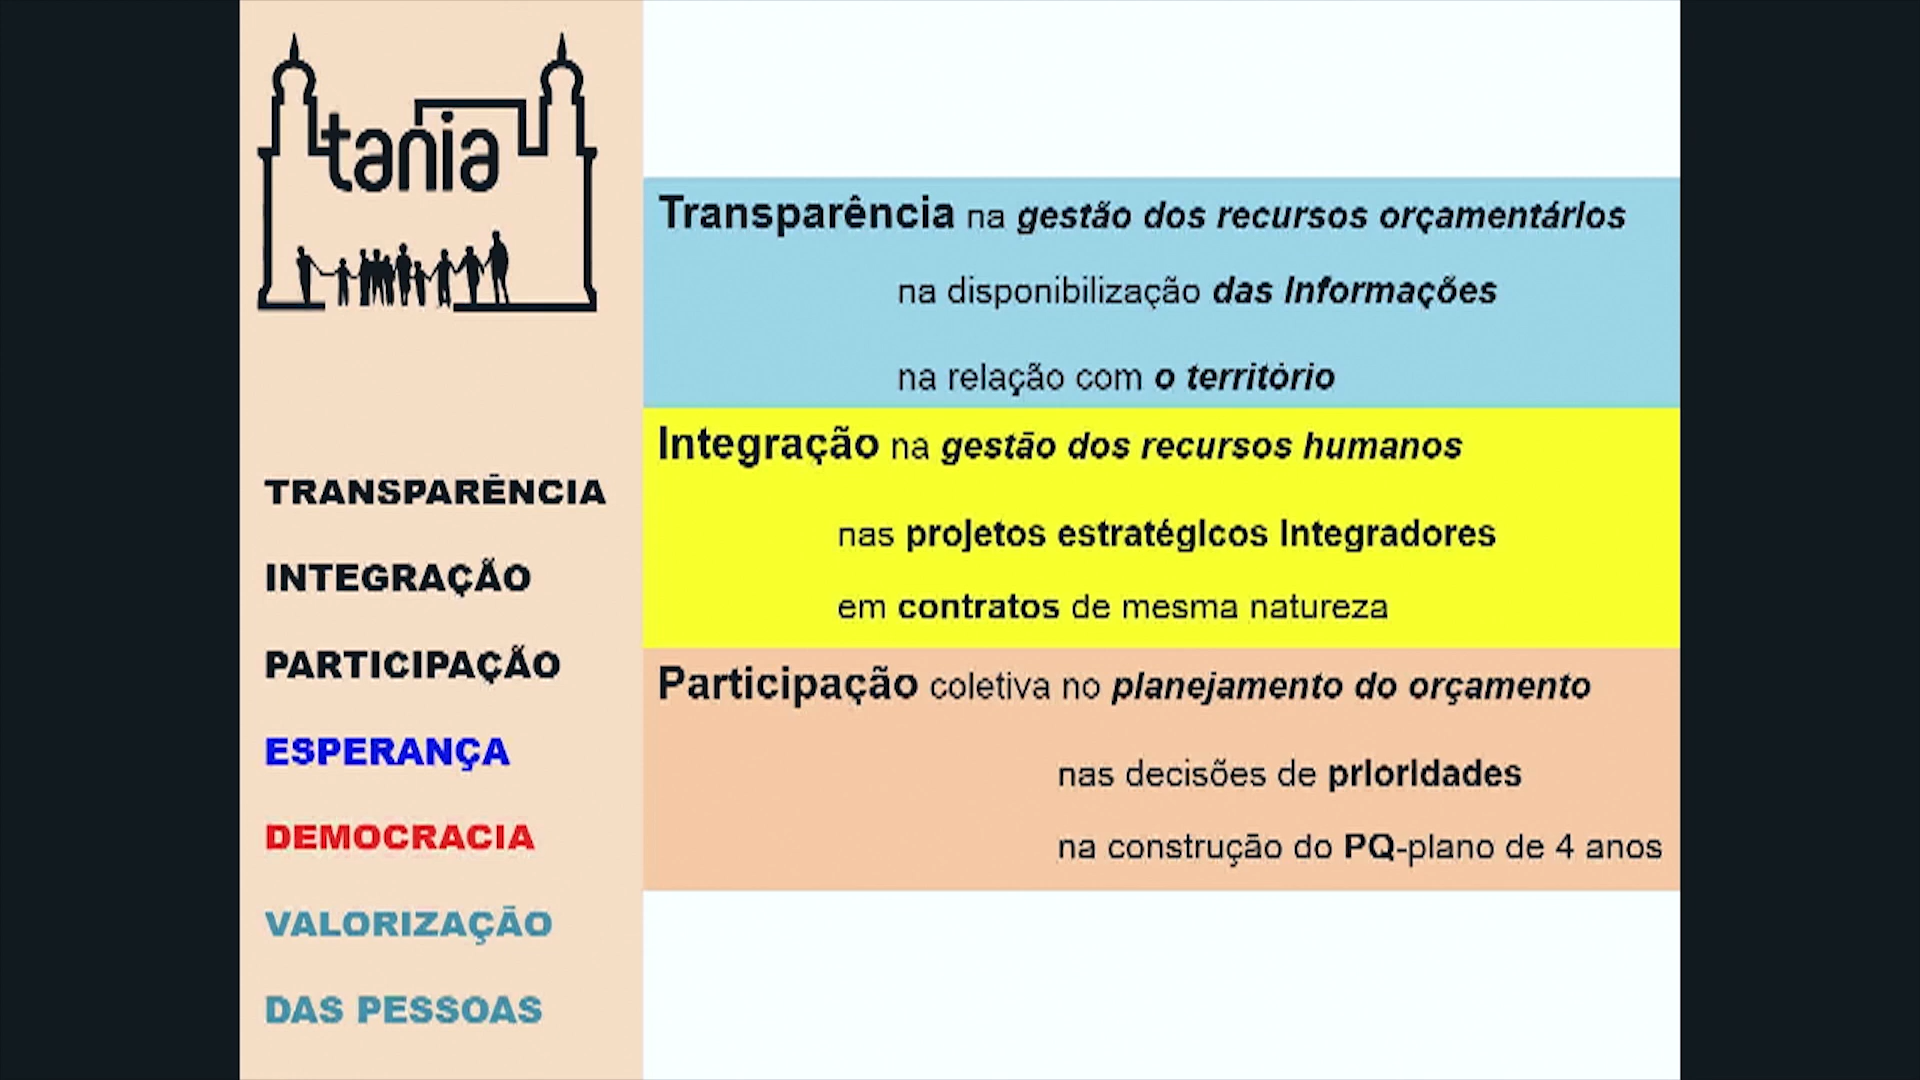 tania
TRANSPARÊNCIA
INTEGRAÇÃO
PARTICIPAÇÃO
ESPERANÇA
DEMOCRACIA
VALORIZAÇÃO
DAS PESSOAS
Transparência na gestão dos recursos orçamentários
na disponibilização das Informações
na relação com o território
Integração na gestão dos recursos humanos
nas projetos estratégicos Integradores
em contratos de mesma natureza
Participação coletiva no planejamento do orçamento
nas decisões de prioridades
na construção do PQ-plano de 4 anos